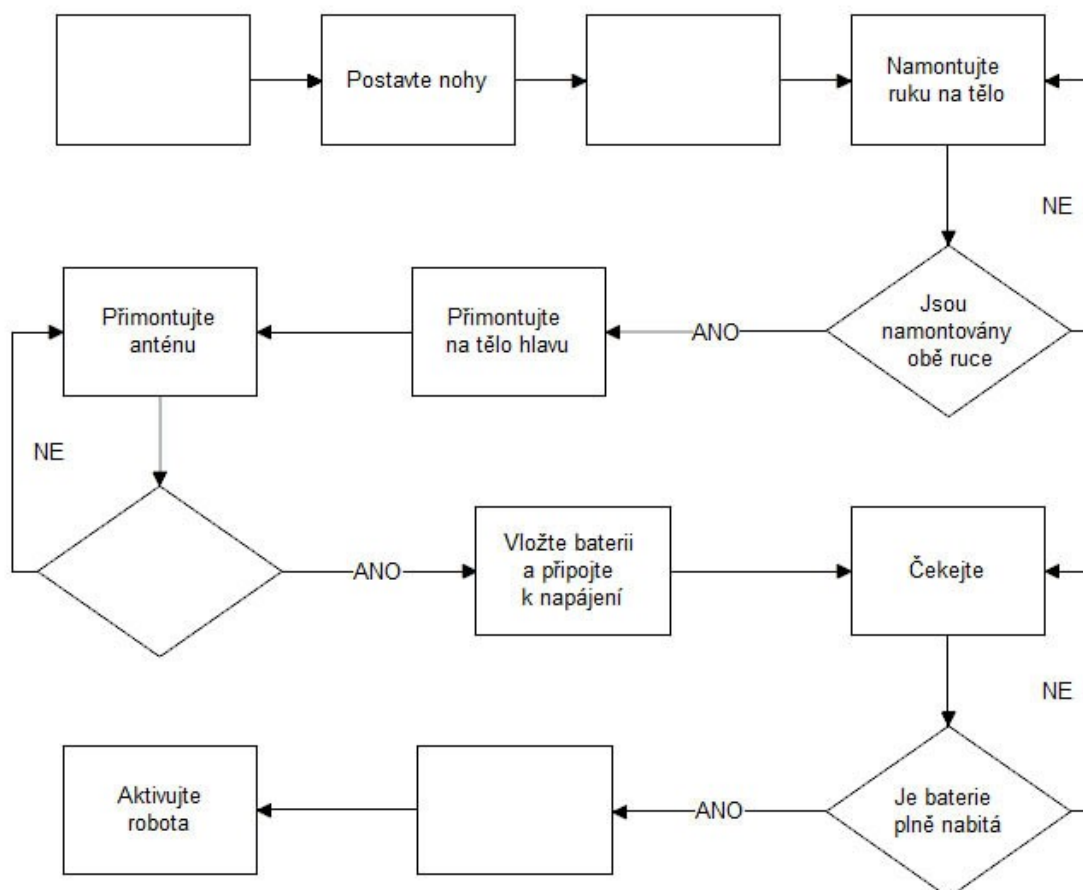 Postavte nohy
Namontujte
ruku na tělo
NE
Jsou
namontovány
obě ruce
ANO
Přimontujte
na tělo hlavu
Přimontujte
anténu
NE
ANO
Vložte baterii
a připojte
k napájení
Čekejte
NE
Je baterie
plně nabitá
ANO
Aktivujte
robota